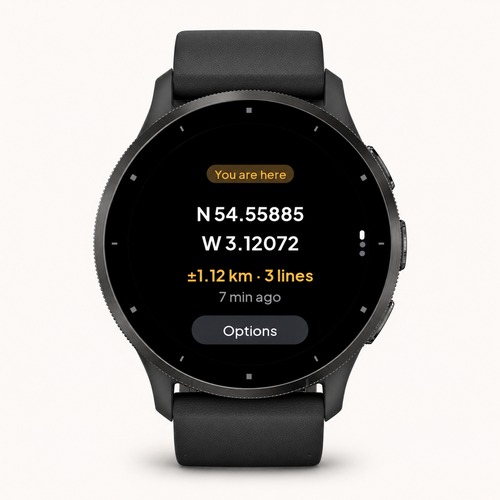 You are here
N 54.55885
W 3.12072
±1.12 km · 3 lines
7 min ago
Options